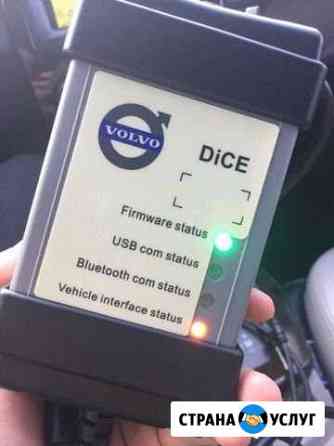 VOLVO
DiCE
Firmware status
USB com status
Bluetooth com status
Vehicle interface status
СТРАНА УСЛУГ